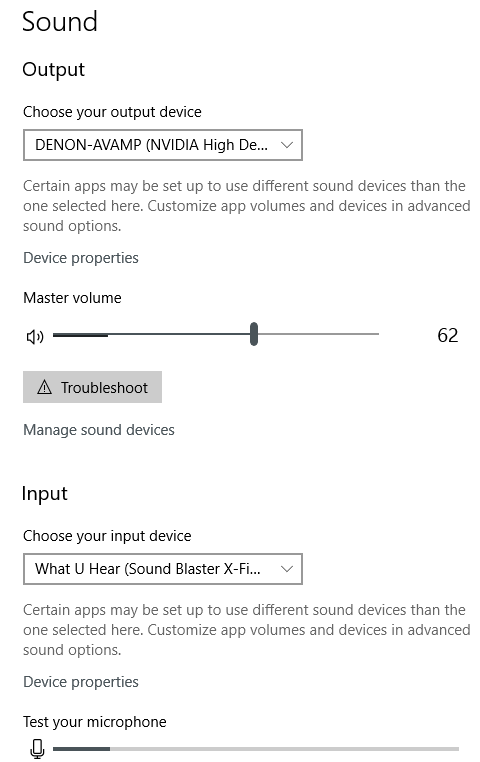 Sound
Output
Choose your output device
DENON-AVAMP (NVIDIA High De...
Certain apps may be set up to use different sound devices than the
one selected here. Customize app volumes and devices in advanced
sound options.
Device properties
Master volume
62
Troubleshoot
Manage sound devices
Input
Choose your input device
What U Hear (Sound Blaster X-Fi...
Certain apps may be set up to use different sound devices than the
one selected here. Customize app volumes and devices in advanced
sound options.
Device properties
Test your microphone